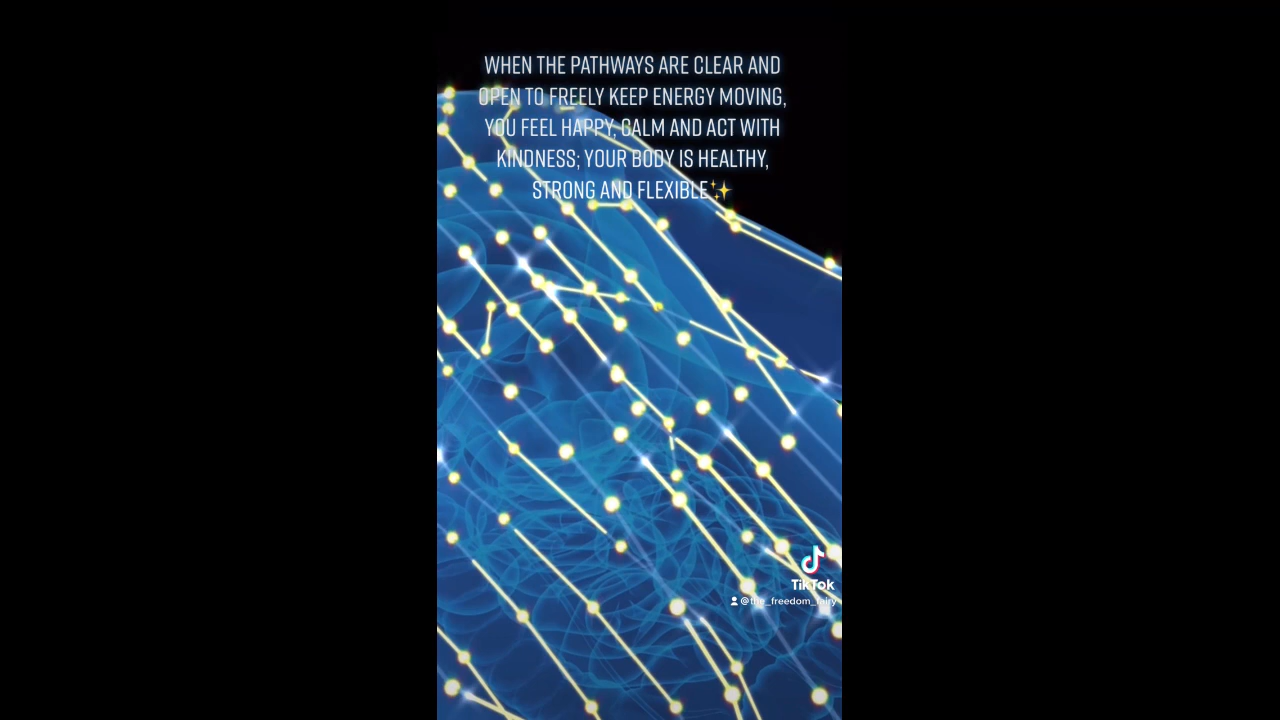 WHEN THE PATHWAYS ARE CLEAR AND
OPEN TO FREELY KEEP ENERGY MOVING,
YOU FEEL HAPPY, CALM AND ACT WITH
KINDNESS; YOUR BODY IS HEALTHY,
STRONG AND FLEXIBLE✨
TikTok
@the_freedom_fairy